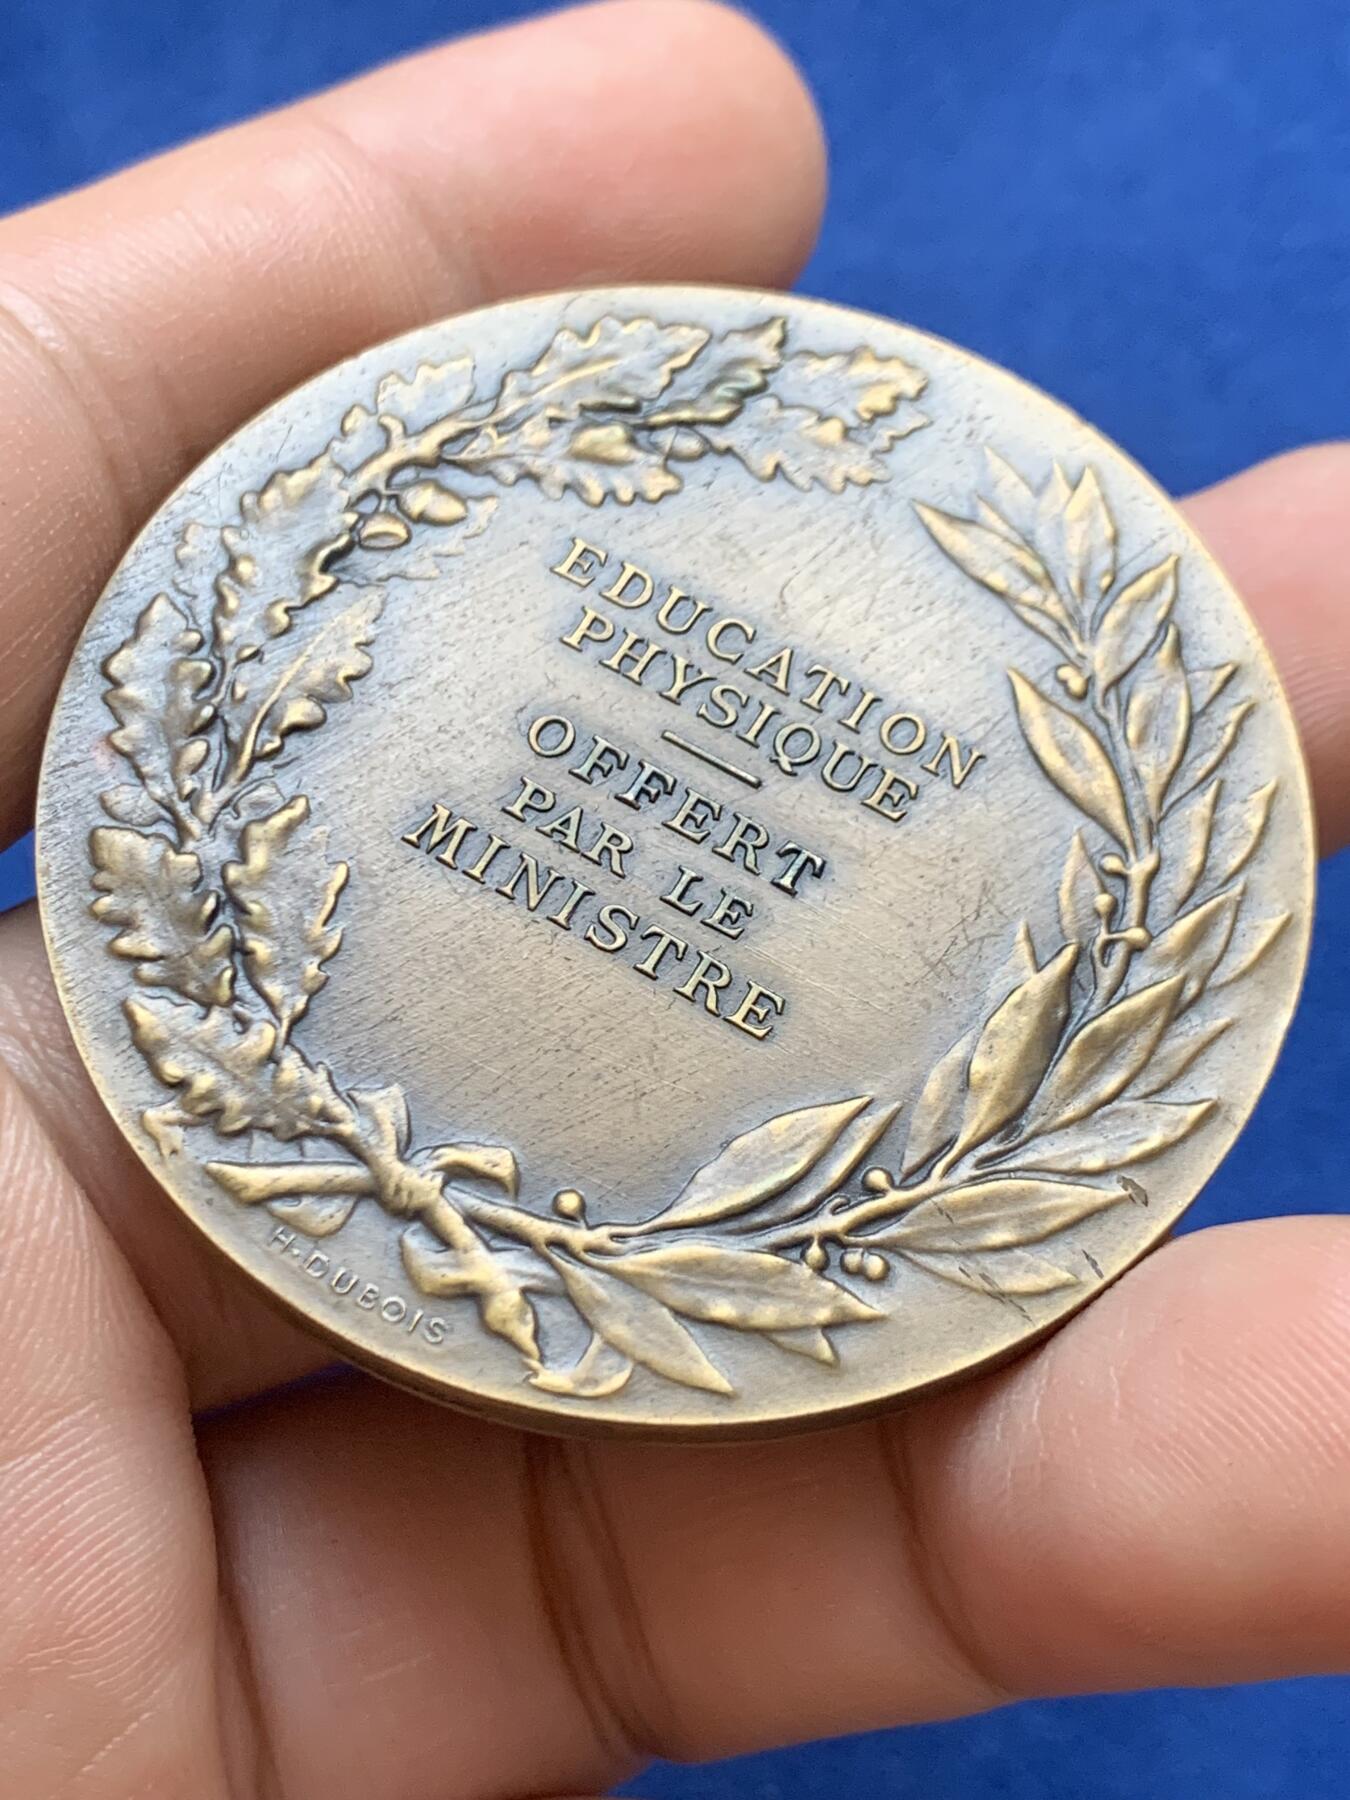 EDUCATION
PHYSIQUE
OFFERT
PAR LE
MINISTRE
H·DUBOIS